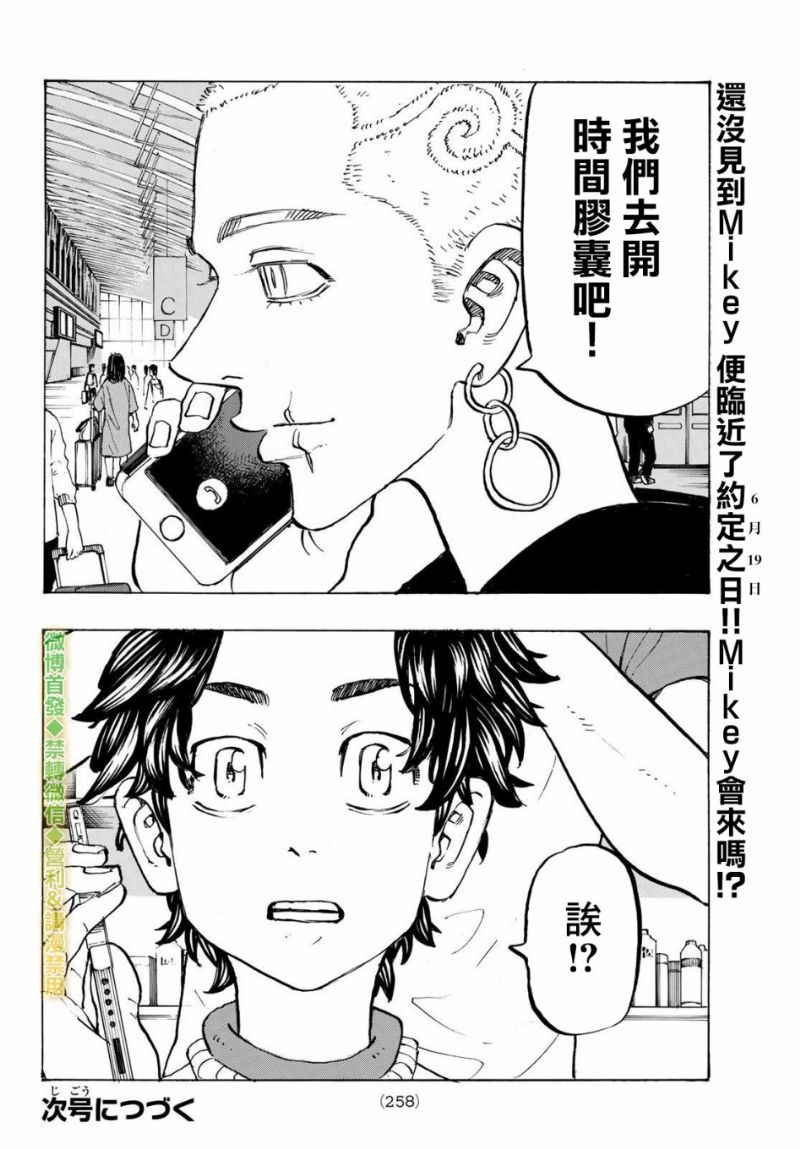 還沒見到Mikey 便臨近了約定之日!!Mikey會來嗎!?
6月19日
我們去開
時間膠囊吧!
C
D
誒!?
微博首發◆禁轉微信◆營利&謾漫禁思
じごう
次号につづく
(258)